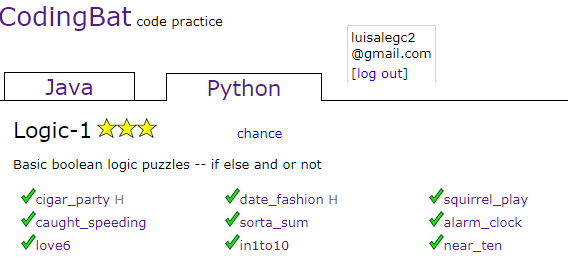 CodingBat code practice
luisalegc2
@gmail.com
[log out]
Java Python
Logic-1 chance
Basic boolean logic puzzles -- if else and or not
cigar_party H date_fashion H squirrel_play
caught_speeding sorta_sum alarm_clock
love6 in1to10 near_ten